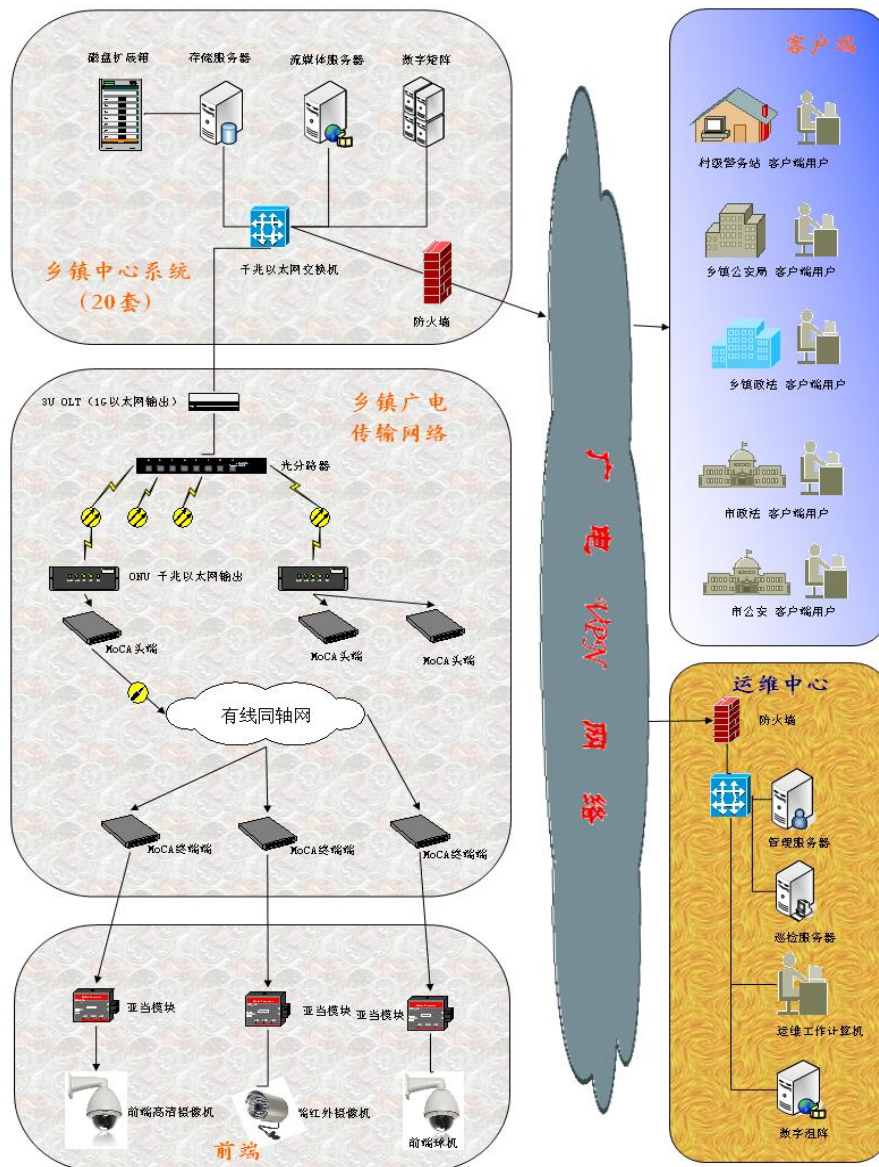 磁盘扩展箱
存储服务器
流媒体服务器
数字矩阵
千兆以太网交换机
乡镇中心系统
(20套)
防火墙
3U OLT（1G以太网输出）
乡镇广电
传输网络
光分路器
ONU 千兆以太网输出
MoCA头端
MoCA头端
MoCA头端
有线同轴网
MoCA终端端
MoCA终端端
MoCA终端端
亚当模块
亚当模块
亚当模块
前端高清摄像机
端红外摄像机
前端球机
前端
广电VPN网络
客户端
村级警务站 客户端用户
乡镇公安局 客户端用户
乡镇政法 客户端用户
市政法 客户端用户
市公安 客户端用户
运维中心
防火墙
管理服务器
巡检服务器
运维工作计算机
数字沮阵